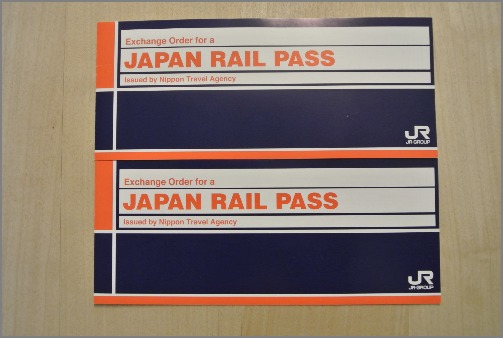 Exchange Order for a
JAPAN RAIL PASS
Issued by Nippon Travel Agency
JR
JR-GROUP
Exchange Order for a
JAPAN RAIL PASS
Issued by Nippon Travel Agency
JR
JR-GROUP